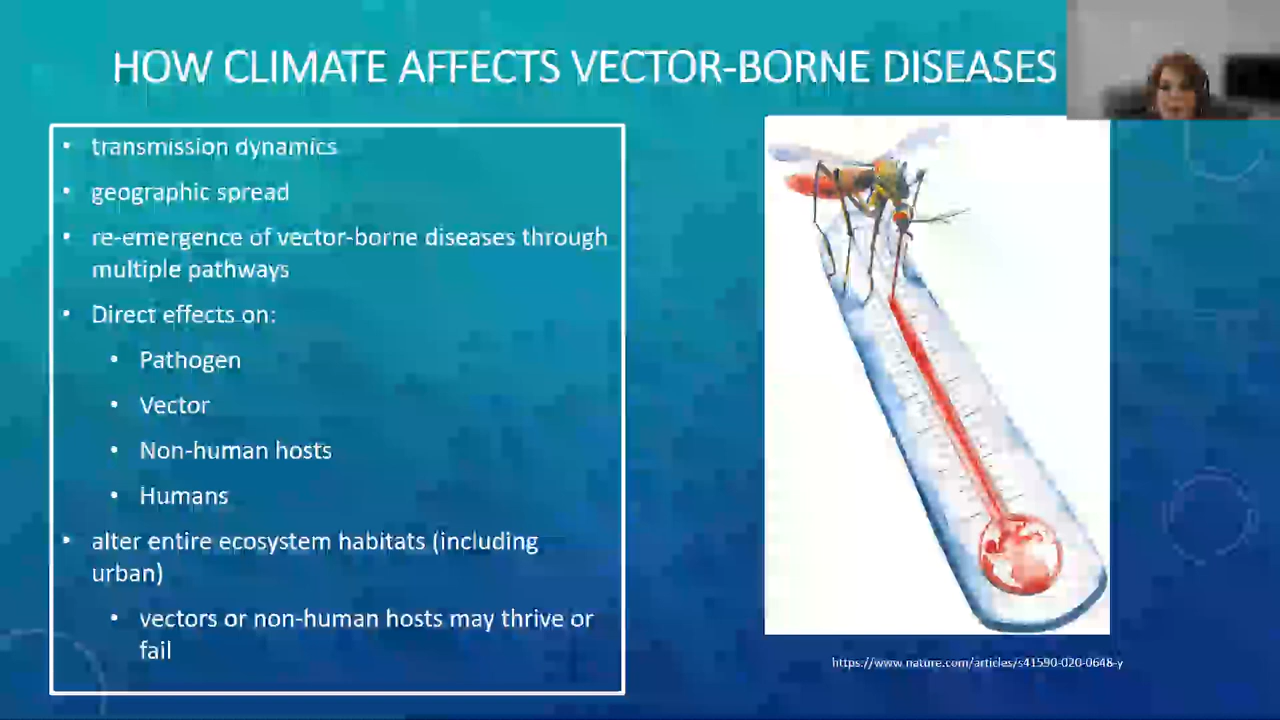 HOW CLIMATE AFFECTS VECTOR-BORNE DISEASES
• transmission dynamics
• geographic spread
• re-emergence of vector-borne diseases through
multiple pathways
• Direct effects on:
• Pathogen
• Vector
• Non-human hosts
• Humans
• alter entire ecosystem habitats (including
urban)
• vectors or non-human hosts may thrive or
fail
https://www.nature.com/articles/s41590-020-0648-y